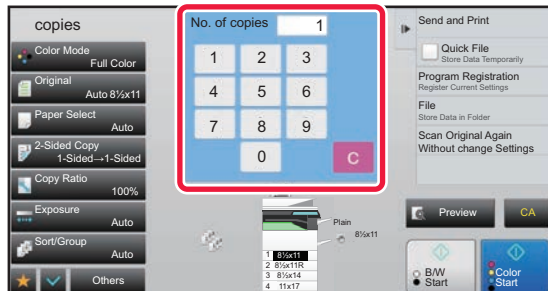 copies
Color Mode
Full Color
Original
Auto 8½x11
Paper Select
Auto
2-Sided Copy
1-Sided→1-Sided
Copy Ratio
100%
Exposure
Auto
Sort/Group
Auto
Others
No. of copies 1
1 2 3
4 5 6
7 8 9
0 C
Plain
8½x11
1 8½x11
2 8½x11R
3 8½x14
4 11x17
Send and Print
Quick File
Store Data Temporarily
Program Registration
Register Current Settings
File
Store Data in Folder
Scan Original Again
Without change Settings
Preview
CA
B/W
Start
Color
Start